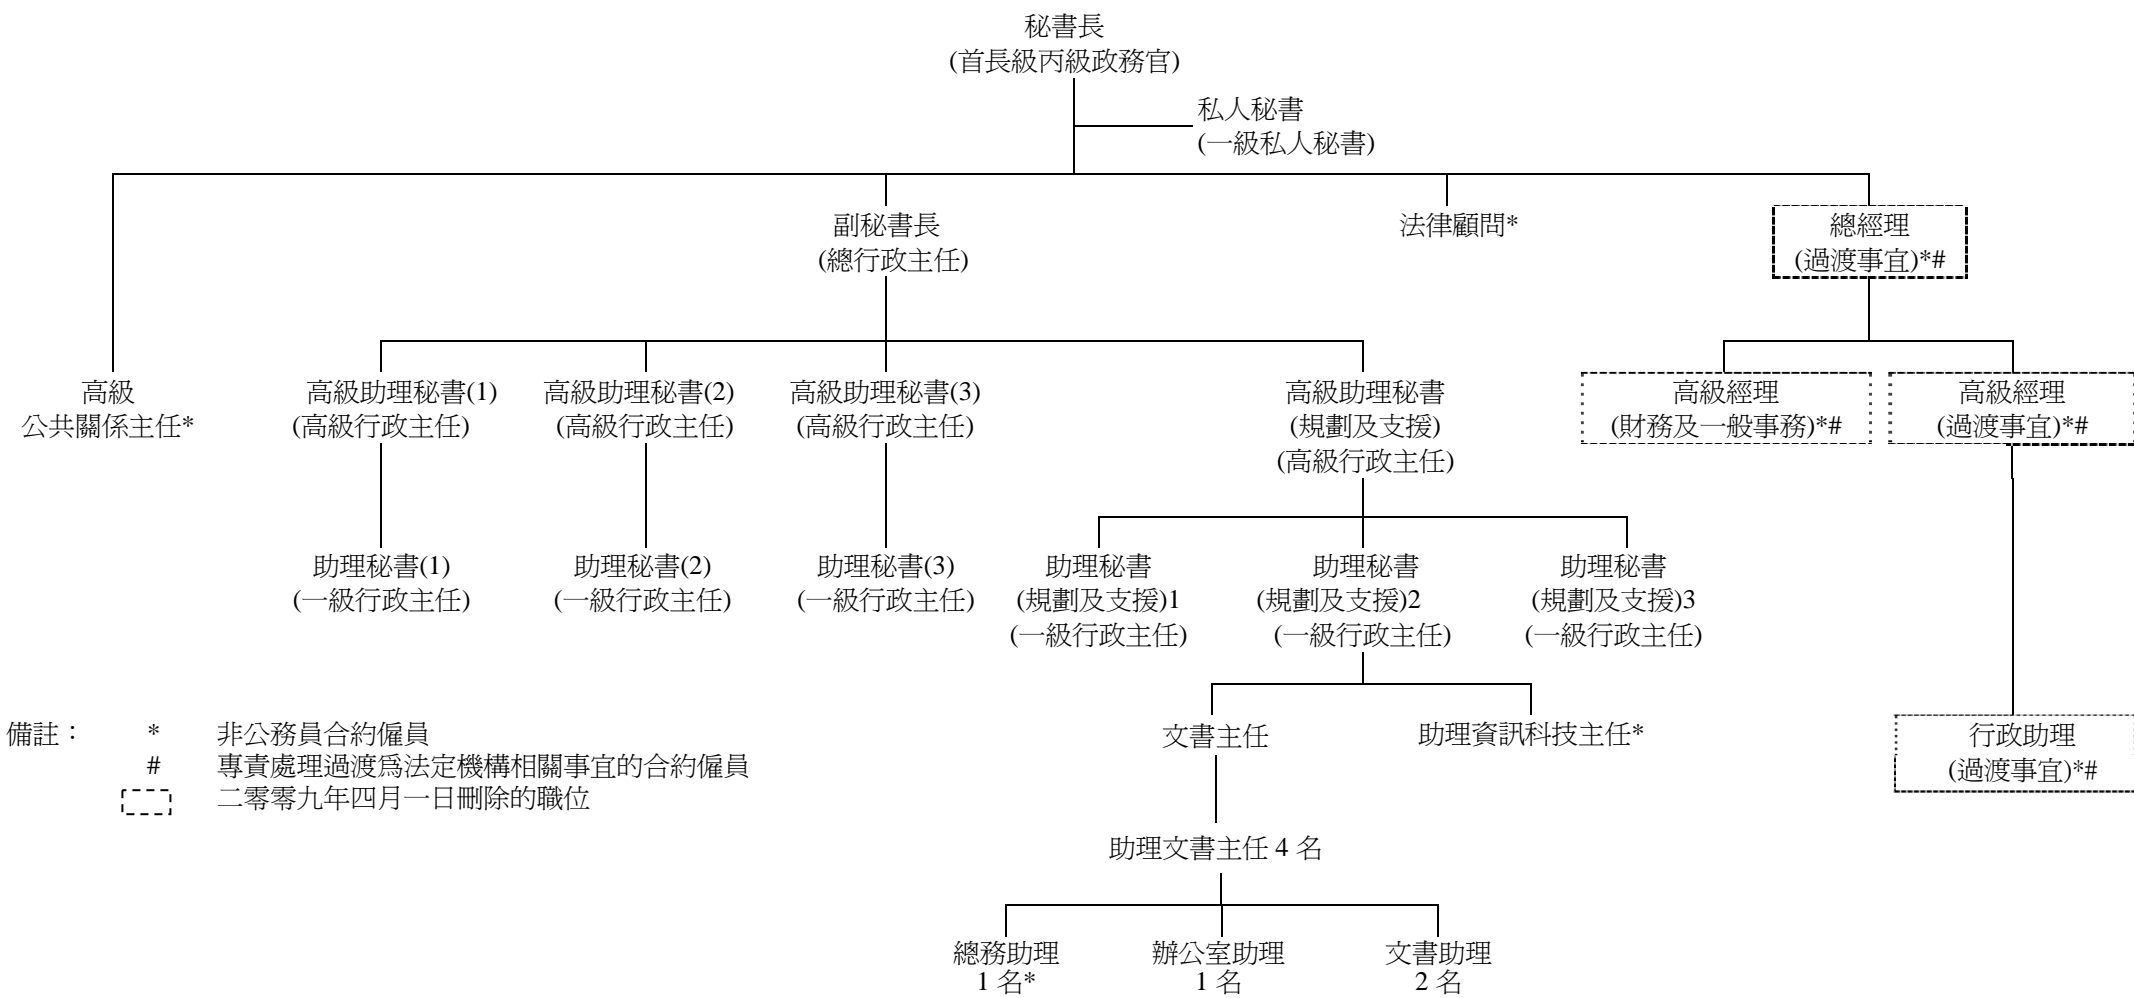 秘書長
(首長級丙級政務官)
私人秘書
(一級私人秘書)
副秘書長
(總行政主任)
法律顧問*
總經理
(過渡事宜)*#
高級
公共關係主任*
高級助理秘書(1)
(高級行政主任)
高級助理秘書(2)
(高級行政主任)
高級助理秘書(3)
(高級行政主任)
高級助理秘書
(規劃及支援)
(高級行政主任)
高級經理
(財務及一般事務)*#
高級經理
(過渡事宜)*#
助理秘書(1)
(一級行政主任)
助理秘書(2)
(一級行政主任)
助理秘書(3)
(一級行政主任)
助理秘書
(規劃及支援)1
(一級行政主任)
助理秘書
(規劃及支援)2
(一級行政主任)
助理秘書
(規劃及支援)3
(一級行政主任)
文書主任
助理資訊科技主任*
行政助理
(過渡事宜)*#
備註： * 非公務員合約僱員
# 專責處理過渡爲法定機構相關事宜的合約僱員
二零零九年四月一日刪除的職位
助理文書主任 4 名
總務助理
1 名*
辦公室助理
1 名
文書助理
2 名